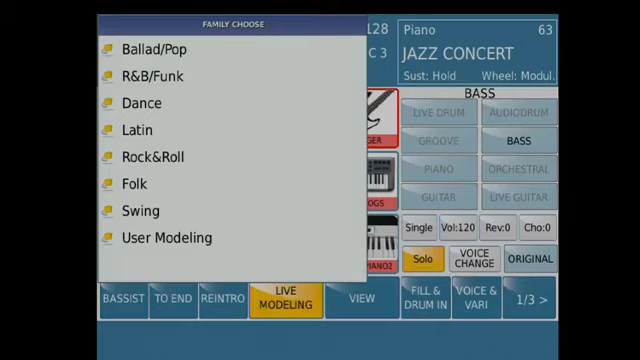 FAMILY CHOOSE
Ballad/Pop
R&B/Funk
Dance
Latin
Rock&Roll
Folk
Swing
User Modeling
128
C 3
Piano 63
JAZZ CONCERT
Sust: Hold Wheel: Modul.
BASS
LIVE DRUM AUDIODRUM
GROOVE BASS
PIANO ORCHESTRAL
GUITAR LIVE GUITAR
GER
OGS
PIANO2
Single Vol:120 Rev:0 Cho:0
Solo VOICE CHANGE ORIGINAL
BASSIST TO END REINTRO LIVE MODELING VIEW FILL & DRUM IN VOICE & VARI 1/3 >